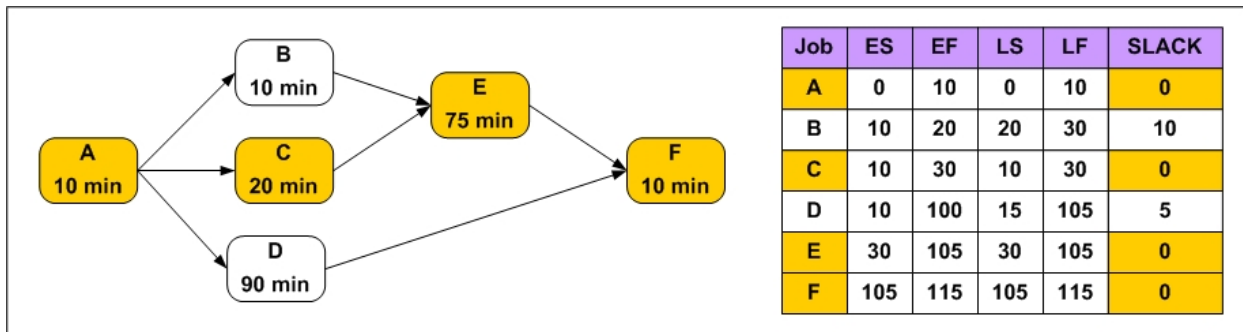 B
10 min
E
75 min
A
10 min
C
20 min
F
10 min
D
90 min
Job ES EF LS LF SLACK
A 0 10 0 10 0
B 10 20 20 30 10
C 10 30 10 30 0
D 10 100 15 105 5
E 30 105 30 105 0
F 105 115 105 115 0